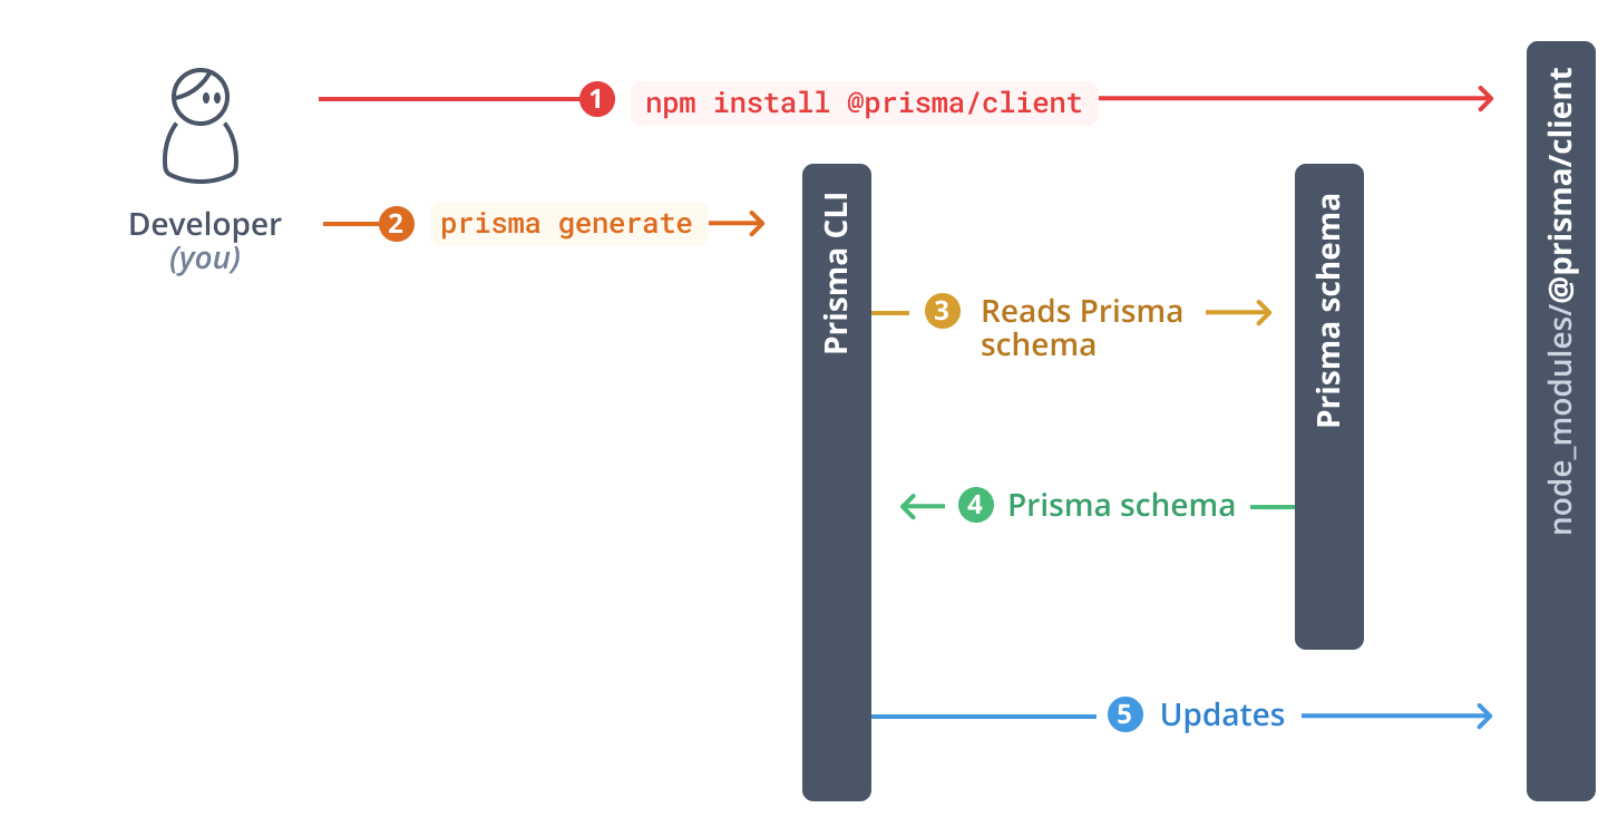 1 npm install @prisma/client
Developer
(you)
2 prisma generate
Prisma CLI
3 Reads Prisma
schema
Prisma schema
4 Prisma schema
5 Updates
node_modules/@prisma/client